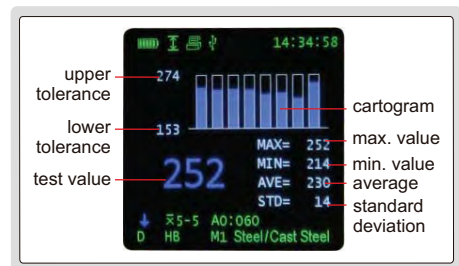 14:34:58
upper tolerance
274
cartogram
lower tolerance
153
MAX= 252
max. value
MIN= 214
min. value
test value
252
AVE= 230
average
STD= 14
standard deviation
x̅5-5 A0:060
D HB M1 Steel/Cast Steel